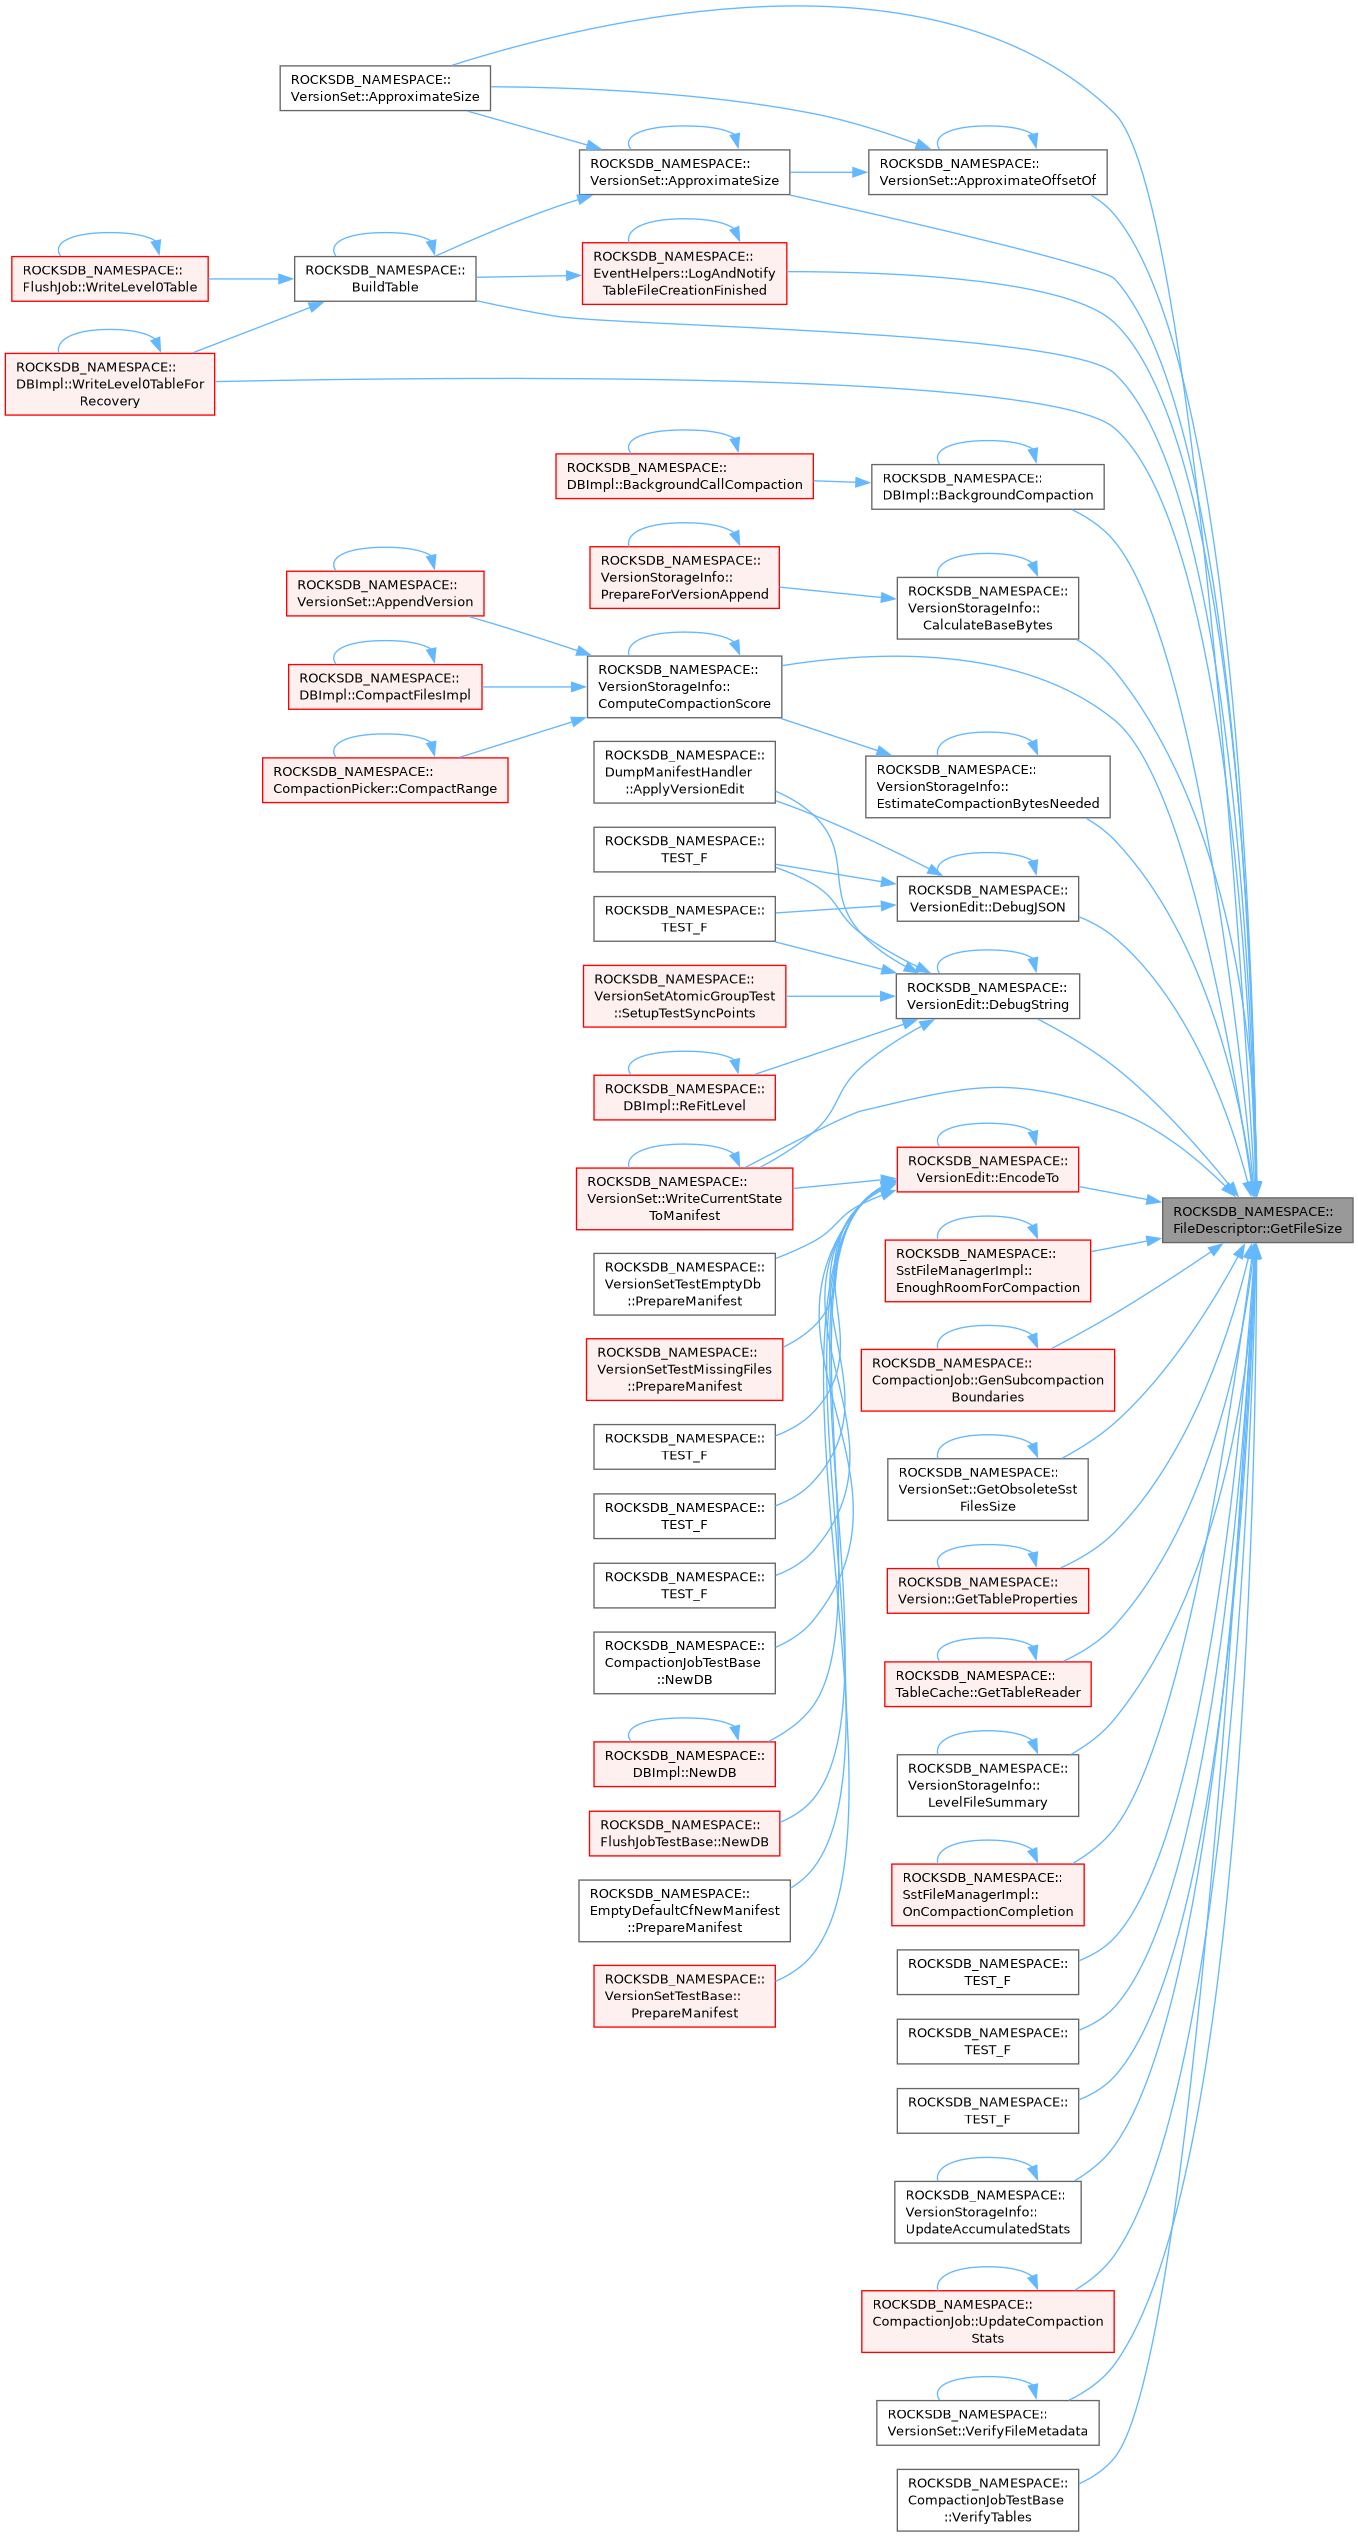 ROCKSDB_NAMESPACE::
VersionSet::ApproximateSize
ROCKSDB_NAMESPACE::
VersionSet::ApproximateSize
ROCKSDB_NAMESPACE::
VersionSet::ApproximateOffsetOf
ROCKSDB_NAMESPACE::
FlushJob::WriteLevel0Table
ROCKSDB_NAMESPACE::
BuildTable
ROCKSDB_NAMESPACE::
EventHelpers::LogAndNotify
TableFileCreationFinished
ROCKSDB_NAMESPACE::
DBImpl::WriteLevel0TableFor
Recovery
ROCKSDB_NAMESPACE::
DBImpl::BackgroundCallCompaction
ROCKSDB_NAMESPACE::
DBImpl::BackgroundCompaction
ROCKSDB_NAMESPACE::
VersionStorageInfo::
PrepareForVersionAppend
ROCKSDB_NAMESPACE::
VersionSet::AppendVersion
ROCKSDB_NAMESPACE::
VersionStorageInfo::
CalculateBaseBytes
ROCKSDB_NAMESPACE::
DBImpl::CompactFilesImpl
ROCKSDB_NAMESPACE::
VersionStorageInfo::
ComputeCompactionScore
ROCKSDB_NAMESPACE::
CompactionPicker::CompactRange
ROCKSDB_NAMESPACE::
DumpManifestHandler
::ApplyVersionEdit
ROCKSDB_NAMESPACE::
VersionStorageInfo::
EstimateCompactionBytesNeeded
ROCKSDB_NAMESPACE::
TEST_F
ROCKSDB_NAMESPACE::
VersionEdit::DebugJSON
ROCKSDB_NAMESPACE::
TEST_F
ROCKSDB_NAMESPACE::
VersionSetAtomicGroupTest
::SetupTestSyncPoints
ROCKSDB_NAMESPACE::
VersionEdit::DebugString
ROCKSDB_NAMESPACE::
DBImpl::ReFitLevel
ROCKSDB_NAMESPACE::
VersionSet::WriteCurrentState
ToManifest
ROCKSDB_NAMESPACE::
VersionEdit::EncodeTo
ROCKSDB_NAMESPACE::
FileDescriptor::GetFileSize
ROCKSDB_NAMESPACE::
VersionSetTestEmptyDb
::PrepareManifest
ROCKSDB_NAMESPACE::
SstFileManagerImpl::
EnoughRoomForCompaction
ROCKSDB_NAMESPACE::
VersionSetTestMissingFiles
::PrepareManifest
ROCKSDB_NAMESPACE::
CompactionJob::GenSubcompaction
Boundaries
ROCKSDB_NAMESPACE::
TEST_F
ROCKSDB_NAMESPACE::
VersionSet::GetObsoleteSst
FilesSize
ROCKSDB_NAMESPACE::
TEST_F
ROCKSDB_NAMESPACE::
TEST_F
ROCKSDB_NAMESPACE::
Version::GetTableProperties
ROCKSDB_NAMESPACE::
CompactionJobTestBase
::NewDB
ROCKSDB_NAMESPACE::
TableCache::GetTableReader
ROCKSDB_NAMESPACE::
DBImpl::NewDB
ROCKSDB_NAMESPACE::
VersionStorageInfo::
LevelFileSummary
ROCKSDB_NAMESPACE::
FlushJobTestBase::NewDB
ROCKSDB_NAMESPACE::
EmptyDefaultCfNewManifest
::PrepareManifest
ROCKSDB_NAMESPACE::
SstFileManagerImpl::
OnCompactionCompletion
ROCKSDB_NAMESPACE::
VersionSetTestBase::
PrepareManifest
ROCKSDB_NAMESPACE::
TEST_F
ROCKSDB_NAMESPACE::
TEST_F
ROCKSDB_NAMESPACE::
TEST_F
ROCKSDB_NAMESPACE::
VersionStorageInfo::
UpdateAccumulatedStats
ROCKSDB_NAMESPACE::
CompactionJob::UpdateCompaction
Stats
ROCKSDB_NAMESPACE::
VersionSet::VerifyFileMetadata
ROCKSDB_NAMESPACE::
CompactionJobTestBase
::VerifyTables